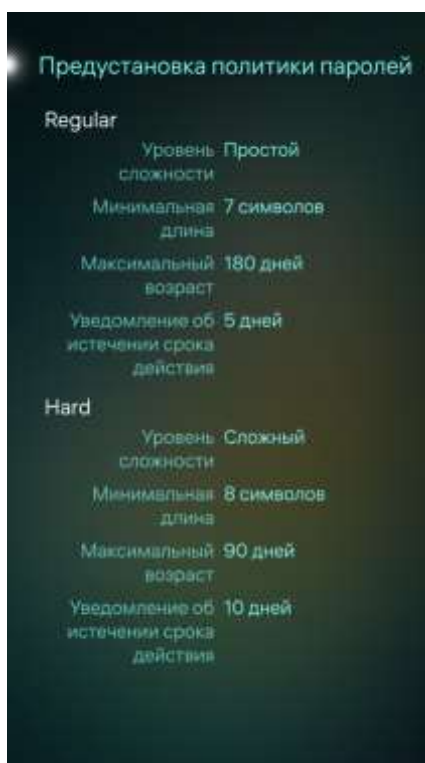 Предустановка политики паролей
Regular
Уровень Простой
сложности
Минимальная 7 символов
длина
Максимальный 180 дней
возраст
Уведомление об 5 дней
истечении срока
действия
Hard
Уровень Сложный
сложности
Минимальная 8 символов
длина
Максимальный 90 дней
возраст
Уведомление об 10 дней
истечении срока
действия